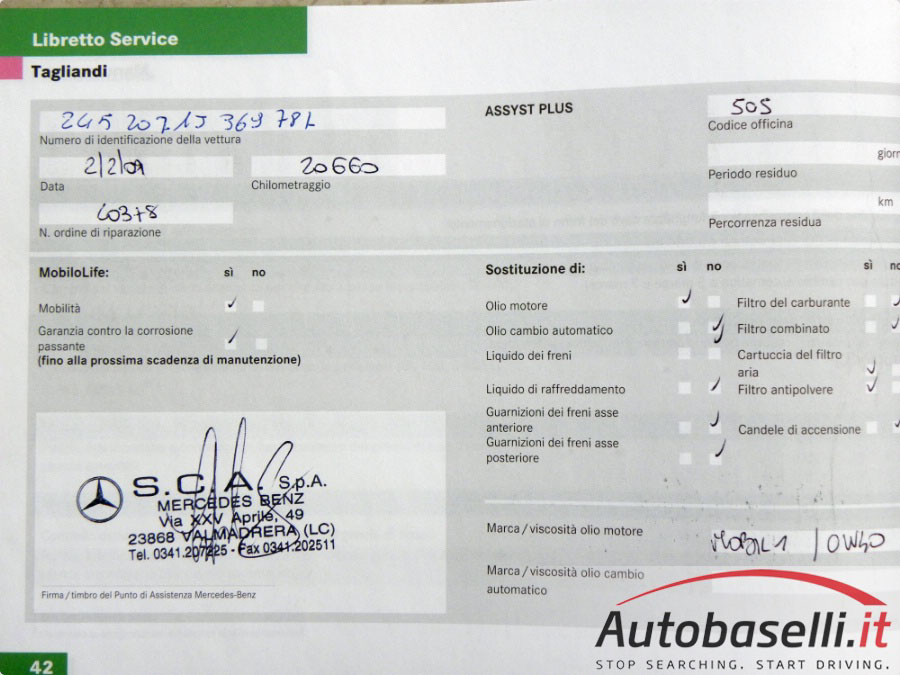 Libretto Service
Tagliandi
245 207 1J 369 78L
Numero di identificazione della vettura
2/2/09
Data
20660
Chilometraggio
60378
N. ordine di riparazione
ASSYST PLUS
505
Codice officina
giorn
Periodo residuo
km
Percorrenza residua
MobiloLife: sì no
Mobilità
Garanzia contro la corrosione
passante
(fino alla prossima scadenza di manutenzione)
Sostituzione di: sì no sì no
Olio motore
Olio cambio automatico
Liquido dei freni
Liquido di raffreddamento
Guarnizioni dei freni asse
anteriore
Guarnizioni dei freni asse
posteriore
Filtro del carburante
Filtro combinato
Cartuccia del filtro
aria
Filtro antipolvere
Candele di accensione
S.C.A. S.p.A.
MERCEDES BENZ
Via XXV Aprile, 49
23868 VALMADRERA (LC)
Tel. 0341.207225 - Fax 0341.202511
Firma/timbro del Punto di Assistenza Mercedes-Benz
Marca/viscosità olio motore
MOBIL 1 / 0W40
Marca/viscosità olio cambio
automatico
42
Autobaselli.it
STOP SEARCHING. START DRIVING.